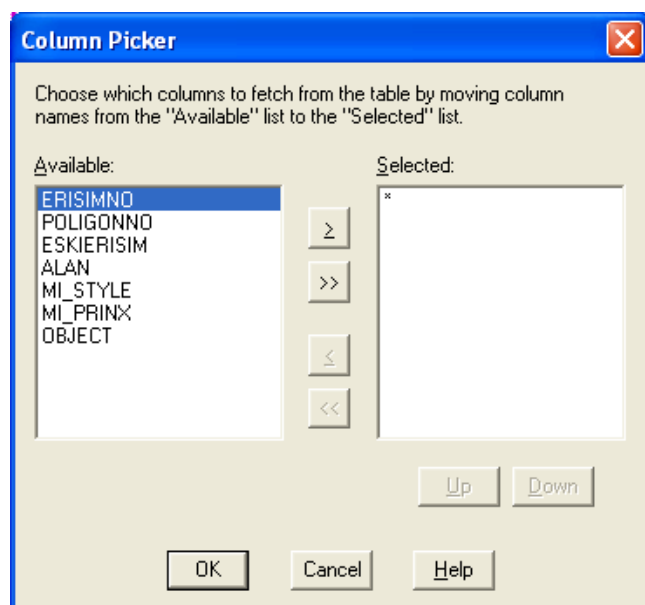 Column Picker
Choose which columns to fetch from the table by moving column
names from the "Available" list to the "Selected" list.
Available:
Selected:
ERISIMNO
POLIGONNO
ESKIERISIM
ALAN
MI_STYLE
MI_PRINX
OBJECT
*
>
>>
<
<<
Up
Down
OK
Cancel
Help